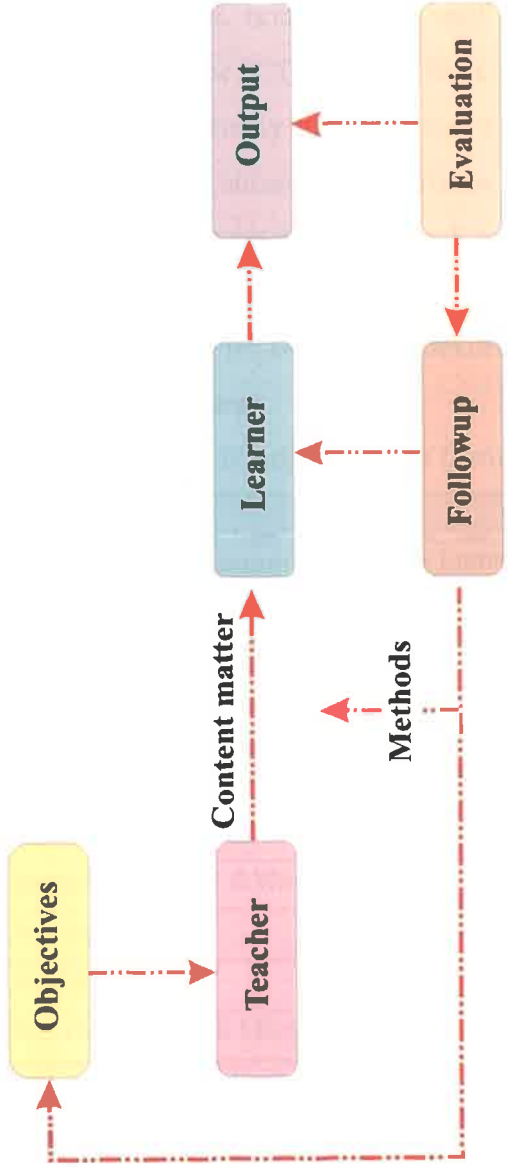 Objectives
Teacher
Content matter
Methods
Learner
Followup
Output
Evaluation